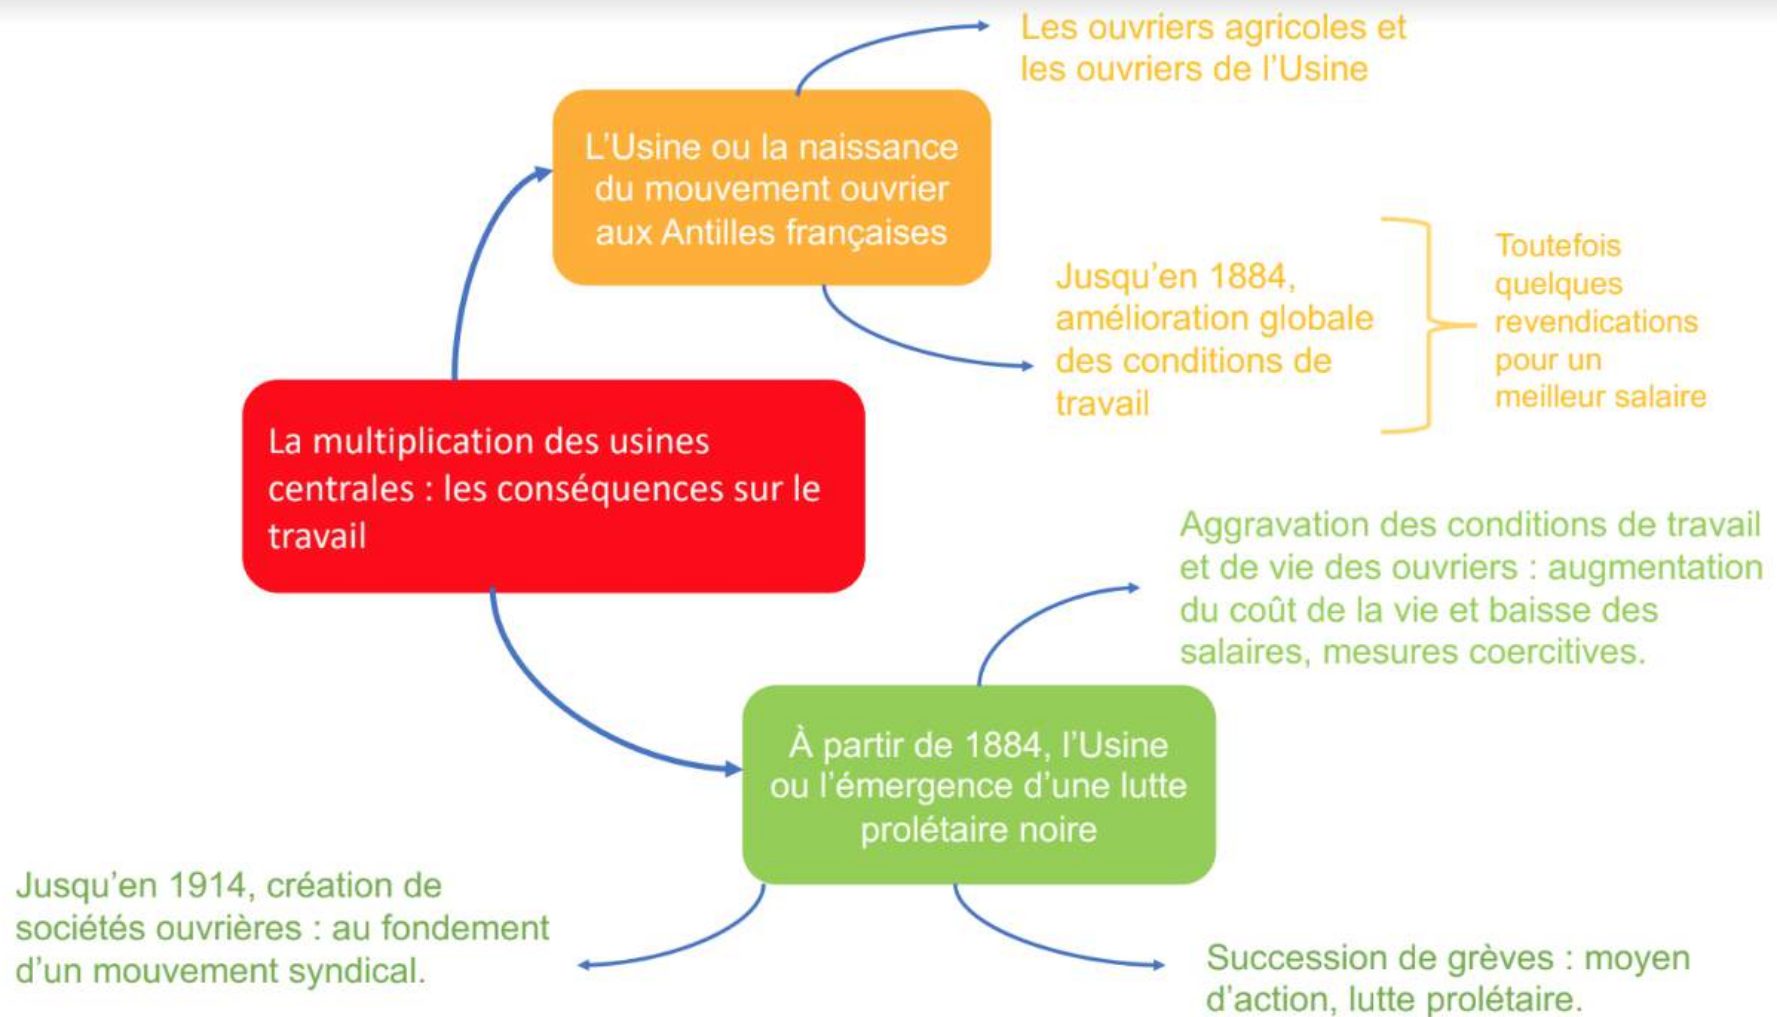 Les ouvriers agricoles et
les ouvriers de l’Usine
L’Usine ou la naissance
du mouvement ouvrier
aux Antilles françaises
Jusqu’en 1884,
amélioration globale
des conditions de
travail
Toutefois
quelques
revendications
pour un
meilleur salaire
La multiplication des usines
centrales : les conséquences sur le
travail
Aggravation des conditions de travail
et de vie des ouvriers : augmentation
du coût de la vie et baisse des
salaires, mesures coercitives.
À partir de 1884, l’Usine
ou l’émergence d’une lutte
prolétaire noire
Jusqu’en 1914, création de
sociétés ouvrières : au fondement
d’un mouvement syndical.
Succession de grèves : moyen
d’action, lutte prolétaire.